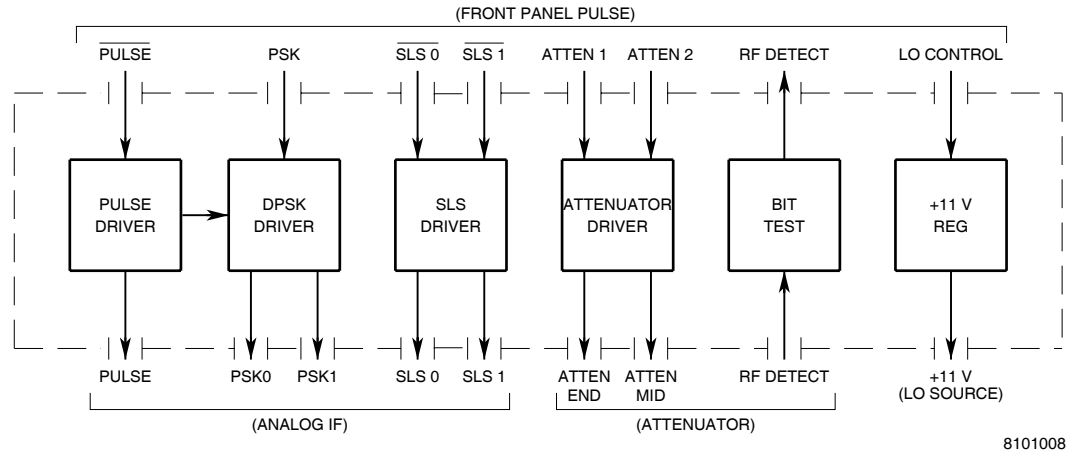 (FRONT PANEL PULSE)
PULSE PSK SLS 0 SLS 1 ATTEN 1 ATTEN 2 RF DETECT LO CONTROL
PULSE
DRIVER
DPSK
DRIVER
SLS
DRIVER
ATTENUATOR
DRIVER
BIT
TEST
+11 V
REG
PULSE PSK0 PSK1 SLS 0 SLS 1
ATTEN
END
ATTEN
MID
RF DETECT
+11 V
(LO SOURCE)
(ANALOG IF)
(ATTENUATOR)
8101008